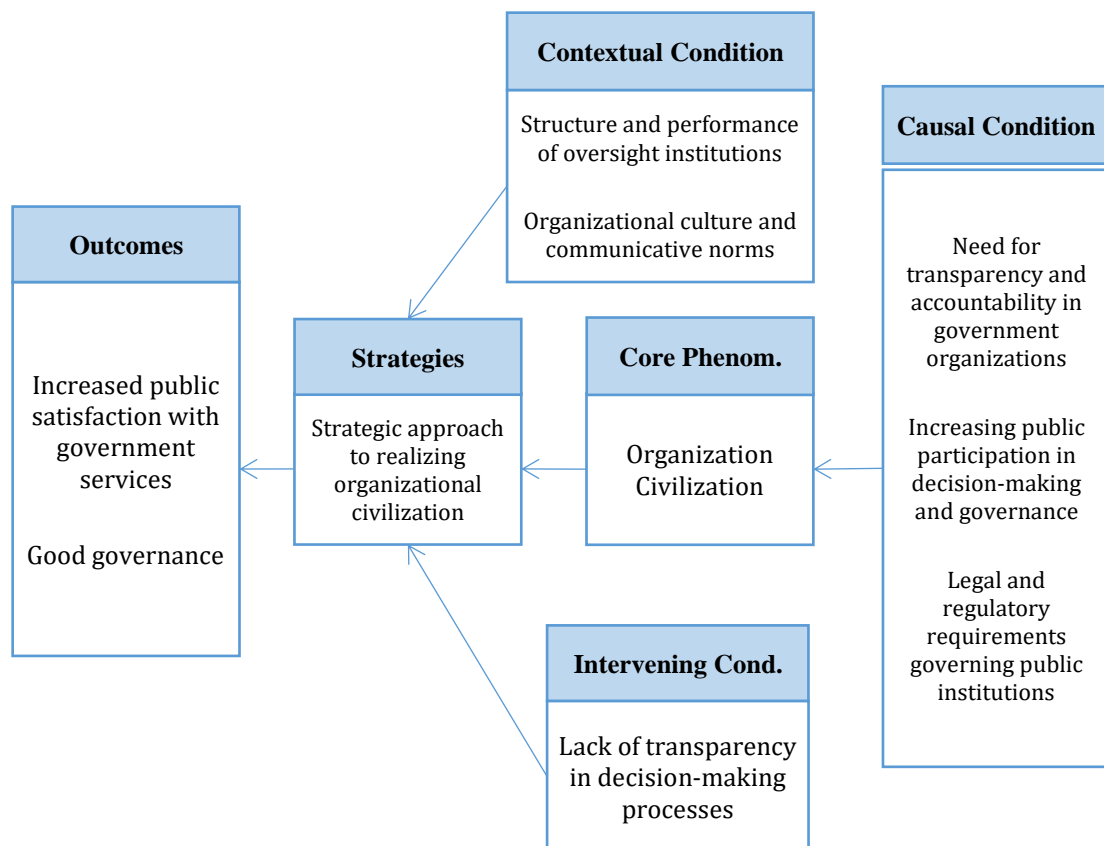 Contextual Condition
Structure and performance
of oversight institutions
Organizational culture and
communicative norms
Causal Condition
Need for
transparency and
accountability in
government
organizations
Increasing public
participation in
decision-making
and governance
Legal and
regulatory
requirements
governing public
institutions
Outcomes
Increased public
satisfaction with
government
services
Good governance
Strategies
Strategic approach
to realizing
organizational
civilization
Core Phenom.
Organization
Civilization
Intervening Cond.
Lack of transparency
in decision-making
processes